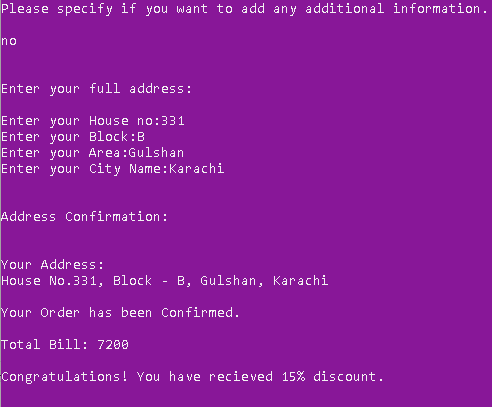 Please specify if you want to add any additional information.
no
Enter your full address:
Enter your House no:331
Enter your Block:B
Enter your Area:Gulshan
Enter your City Name:Karachi
Address Confirmation:
Your Address:
House No.331, Block - B, Gulshan, Karachi
Your Order has been Confirmed.
Total Bill: 7200
Congratulations! You have recieved 15% discount.